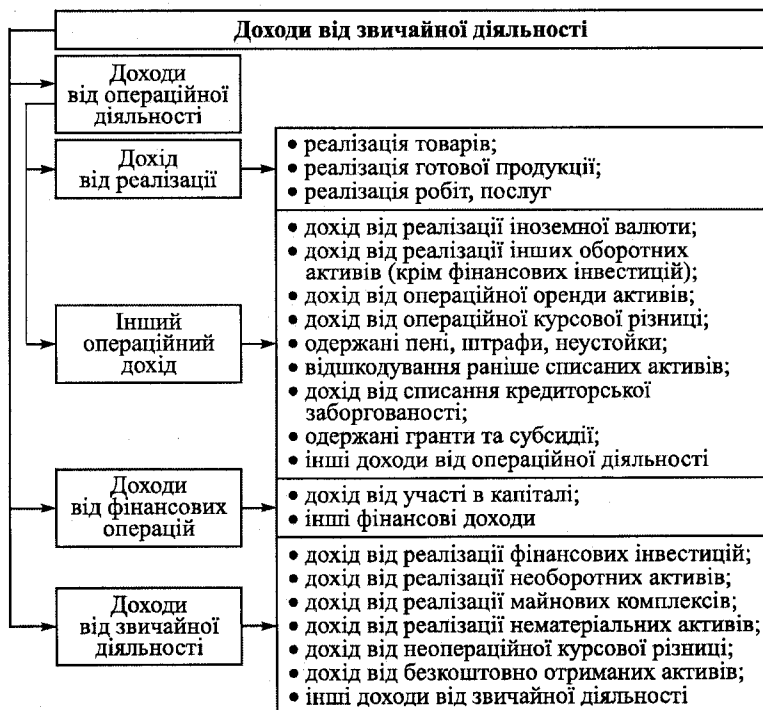 Доходи від звичайної діяльності
Доходи
від операційної
діяльності
Дохід
від реалізації
• реалізація товарів;
• реалізація готової продукції;
• реалізація робіт, послуг
Інший
операційний
дохід
• дохід від реалізації іноземної валюти;
• дохід від реалізації інших оборотних
активів (крім фінансових інвестицій);
• дохід від операційної оренди активів;
• дохід від операційної курсової різниці;
• одержані пені, штрафи, неустойки;
• відшкодування раніше списаних активів;
• дохід від списання кредиторської
заборгованості;
• одержані гранти та субсидії;
• інші доходи від операційної діяльності
Доходи
від фінансових
операцій
• дохід від участі в капіталі;
• інші фінансові доходи
Доходи
від звичайної
діяльності
• дохід від реалізації фінансових інвестицій;
• дохід від реалізації необоротних активів;
• дохід від реалізації майнових комплексів;
• дохід від реалізації нематеріальних активів;
• дохід від неопераційної курсової різниці;
• дохід від безкоштовно отриманих активів;
• інші доходи від звичайної діяльності